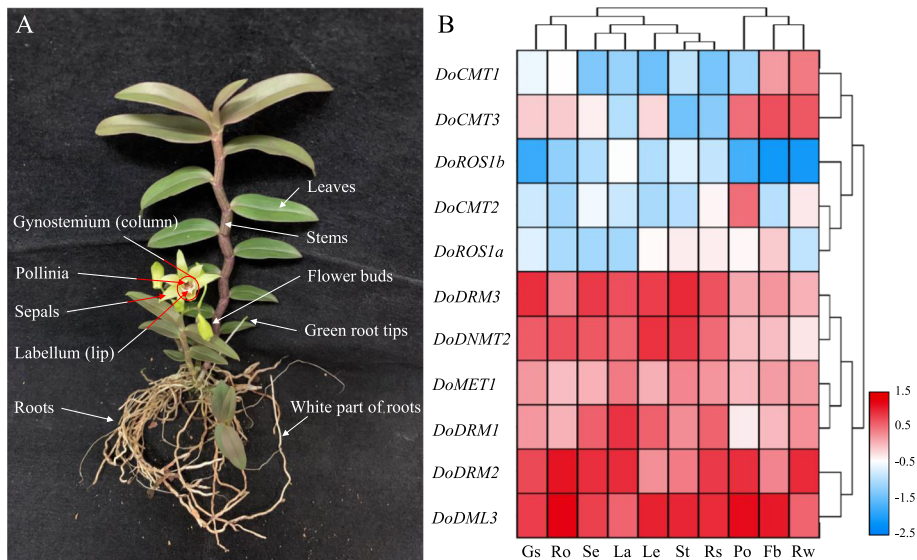 A
Leaves
Gynostemium (column)
Stems
Pollinia
Flower buds
Sepals
Green root tips
Labellum (lip)
Roots
White part of roots
B
DoCMT1
DoCMT3
DoROS1b
DoCMT2
DoROS1a
DoDRM3
DoDNMT2
DoMET1
DoDRM1
DoDRM2
DoDML3
1.5
0.5
-0.5
-1.5
-2.5
Gs Ro Se La Le St Rs Po Fb Rw